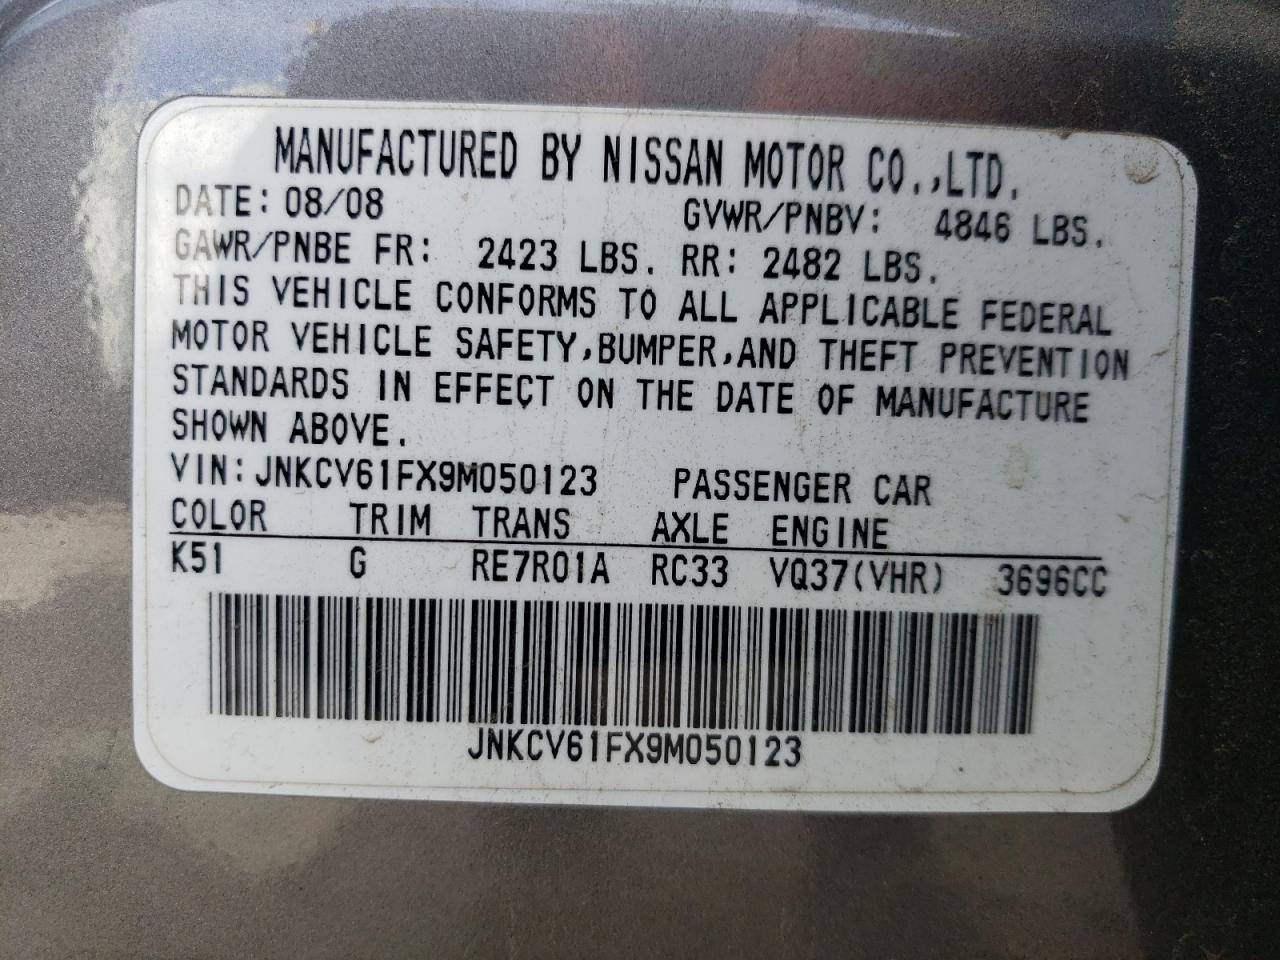 MANUFACTURED BY NISSAN MOTOR CO.,LTD.
DATE: 08/08 GVWR/PNBV: 4846 LBS.
GAWR/PNBE FR: 2423 LBS. RR: 2482 LBS.
THIS VEHICLE CONFORMS TO ALL APPLICABLE FEDERAL
MOTOR VEHICLE SAFETY,BUMPER,AND THEFT PREVENTION
STANDARDS IN EFFECT ON THE DATE OF MANUFACTURE
SHOWN ABOVE.
VIN: JNKCV61FX9M050123 PASSENGER CAR
COLOR TRIM TRANS AXLE ENGINE
K51 G RE7R01A RC33 VQ37(VHR) 3696CC
JNKCV61FX9M050123